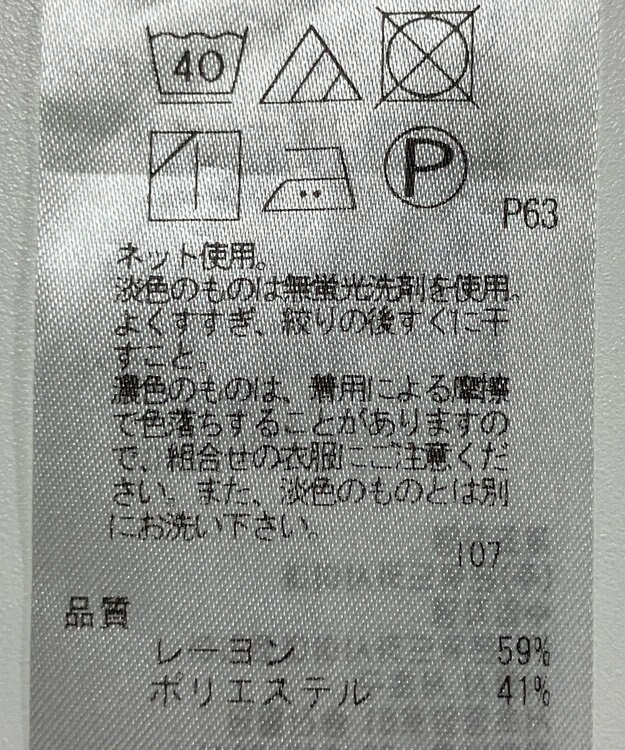 40
P
P63
ネット使用。
淡色のものは無蛍光洗剤を使用。
よくすすぎ、絞りの後すぐに干
すこと。
濃色のものは、着用による摩擦
で色落ちすることがありますの
で、組合せの衣服にご注意くだ
さい。また、淡色のものとは別
にお洗い下さい。
107
品質
レーヨン 59%
ポリエステル 41%